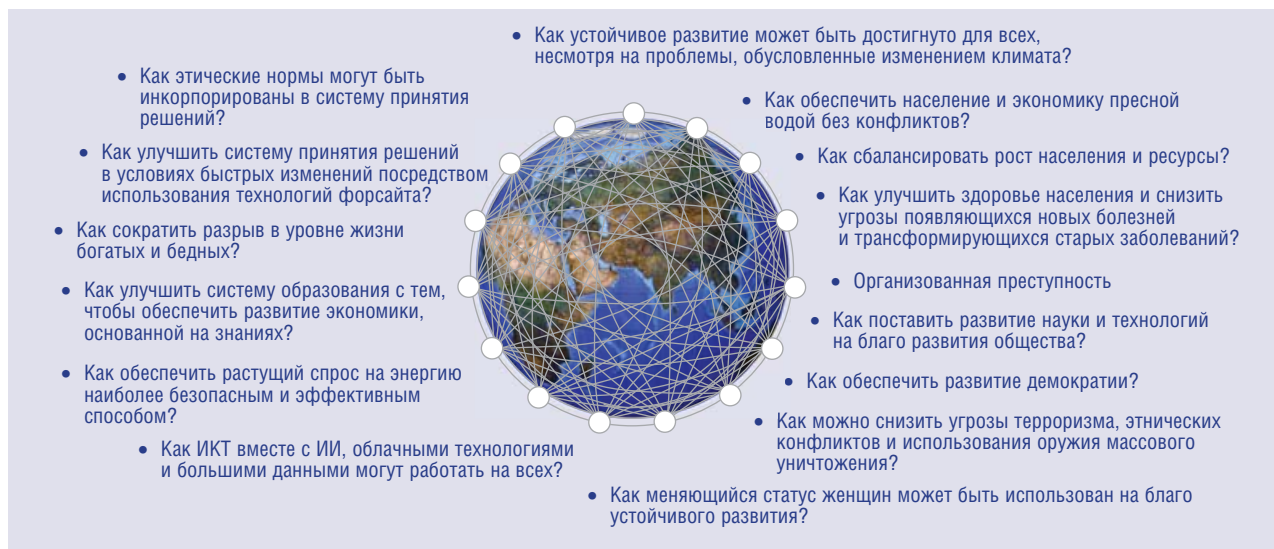 • Как устойчивое развитие может быть достигнуто для всех,
несмотря на проблемы, обусловленные изменением климата?
• Как обеспечить население и экономику пресной
водой без конфликтов?
• Как сбалансировать рост населения и ресурсы?
• Как улучшить здоровье населения и снизить
угрозы появляющихся новых болезней
и трансформирующихся старых заболеваний?
• Организованная преступность
• Как поставить развитие науки и технологий
на благо развития общества?
• Как обеспечить развитие демократии?
• Как можно снизить угрозы терроризма, этнических
конфликтов и использования оружия массового
уничтожения?
• Как меняющийся статус женщин может быть использован на благо
устойчивого развития?
• Как ИКТ вместе с ИИ, облачными технологиями
и большими данными могут работать на всех?
• Как обеспечить растущий спрос на энергию
наиболее безопасным и эффективным
способом?
• Как улучшить систему образования с тем,
чтобы обеспечить развитие экономики,
основанной на знаниях?
• Как сократить разрыв в уровне жизни
богатых и бедных?
• Как улучшить систему принятия решений
в условиях быстрых изменений посредством
использования технологий форсайта?
• Как этические нормы могут быть
инкорпорированы в систему принятия
решений?